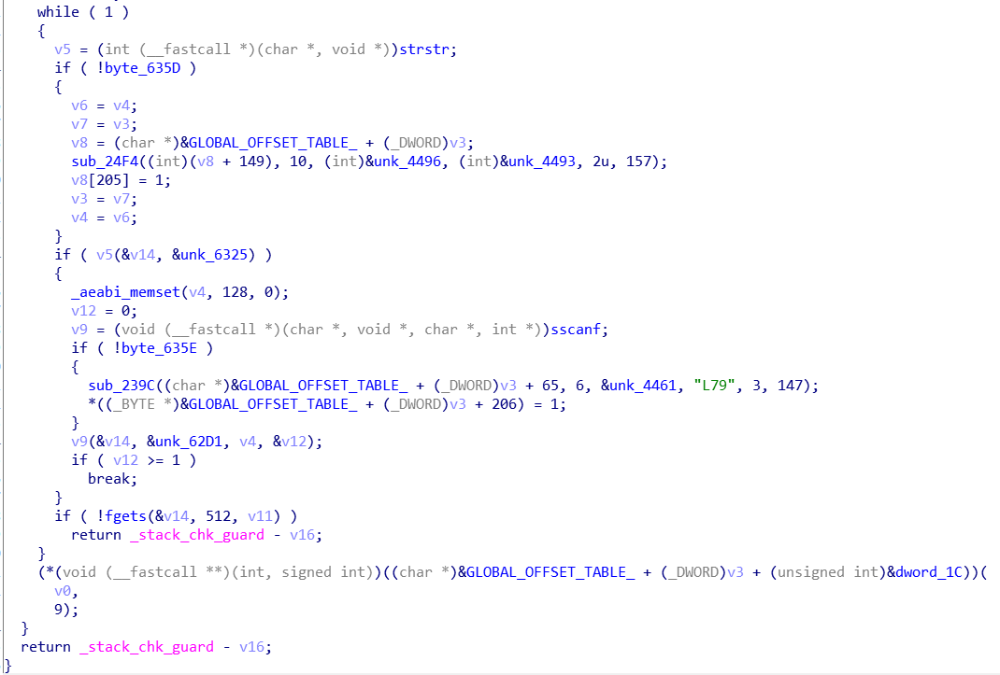 while ( 1 )
{
v5 = (int (__fastcall *)(char *, void *))strstr;
if ( !byte_635D )
{
v6 = v4;
v7 = v3;
v8 = (char *)&GLOBAL_OFFSET_TABLE_ + (_DWORD)v3;
sub_24F4((int)(v8 + 149), 10, (int)&unk_4496, (int)&unk_4493, 2u, 157);
v8[205] = 1;
v3 = v7;
v4 = v6;
}
if ( v5(&v14, &unk_6325) )
{
_aeabi_memset(v4, 128, 0);
v12 = 0;
v9 = (void (__fastcall *)(char *, void *, char *, int *))sscanf;
if ( !byte_635E )
{
sub_239C((char *)&GLOBAL_OFFSET_TABLE_ + (_DWORD)v3 + 65, 6, &unk_4461, "L79", 3, 147);
*((_BYTE *)&GLOBAL_OFFSET_TABLE_ + (_DWORD)v3 + 206) = 1;
}
v9(&v14, &unk_62D1, v4, &v12);
if ( v12 >= 1 )
break;
}
if ( !fgets(&v14, 512, v11) )
return _stack_chk_guard - v16;
}
(*(void (__fastcall **)(int, signed int))((char *)&GLOBAL_OFFSET_TABLE_ + (_DWORD)v3 + (unsigned int)&dword_1C))(
v0,
9);
}
return _stack_chk_guard - v16;
}